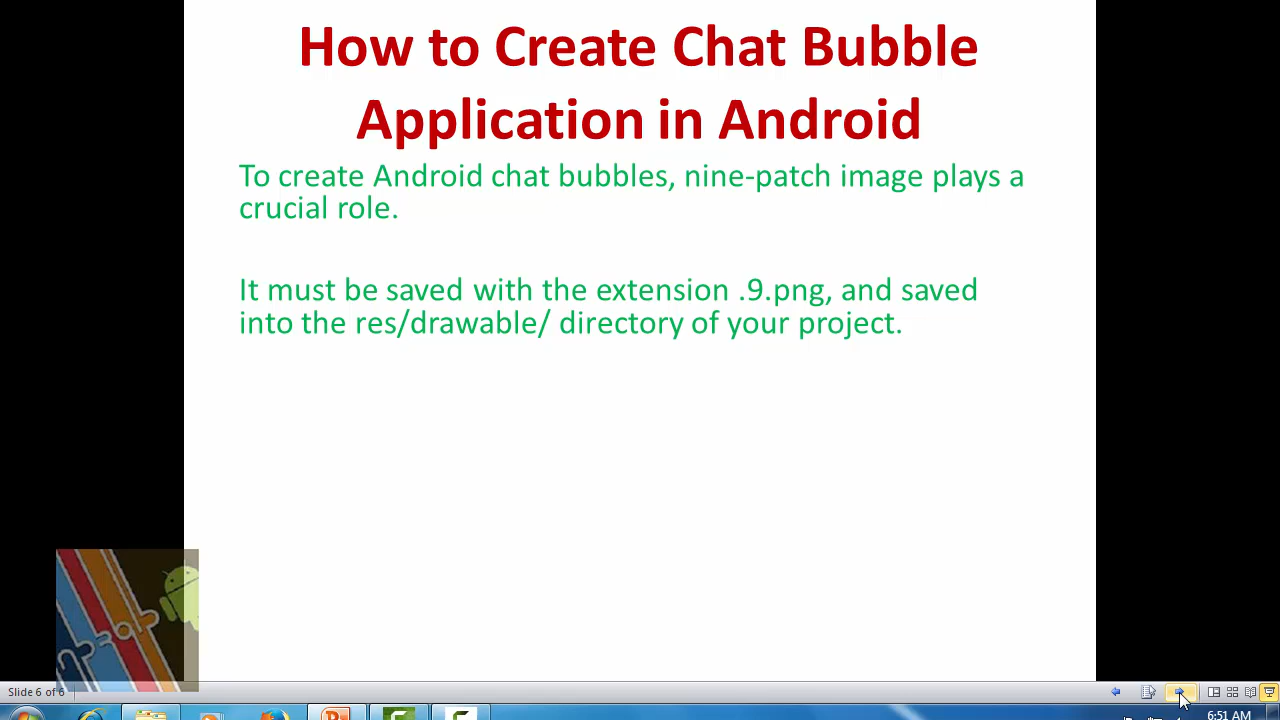 How to Create Chat Bubble
Application in Android
To create Android chat bubbles, nine-patch image plays a
crucial role.
It must be saved with the extension .9.png, and saved
into the res/drawable/ directory of your project.
Slide 6 of 6
6:51 AM